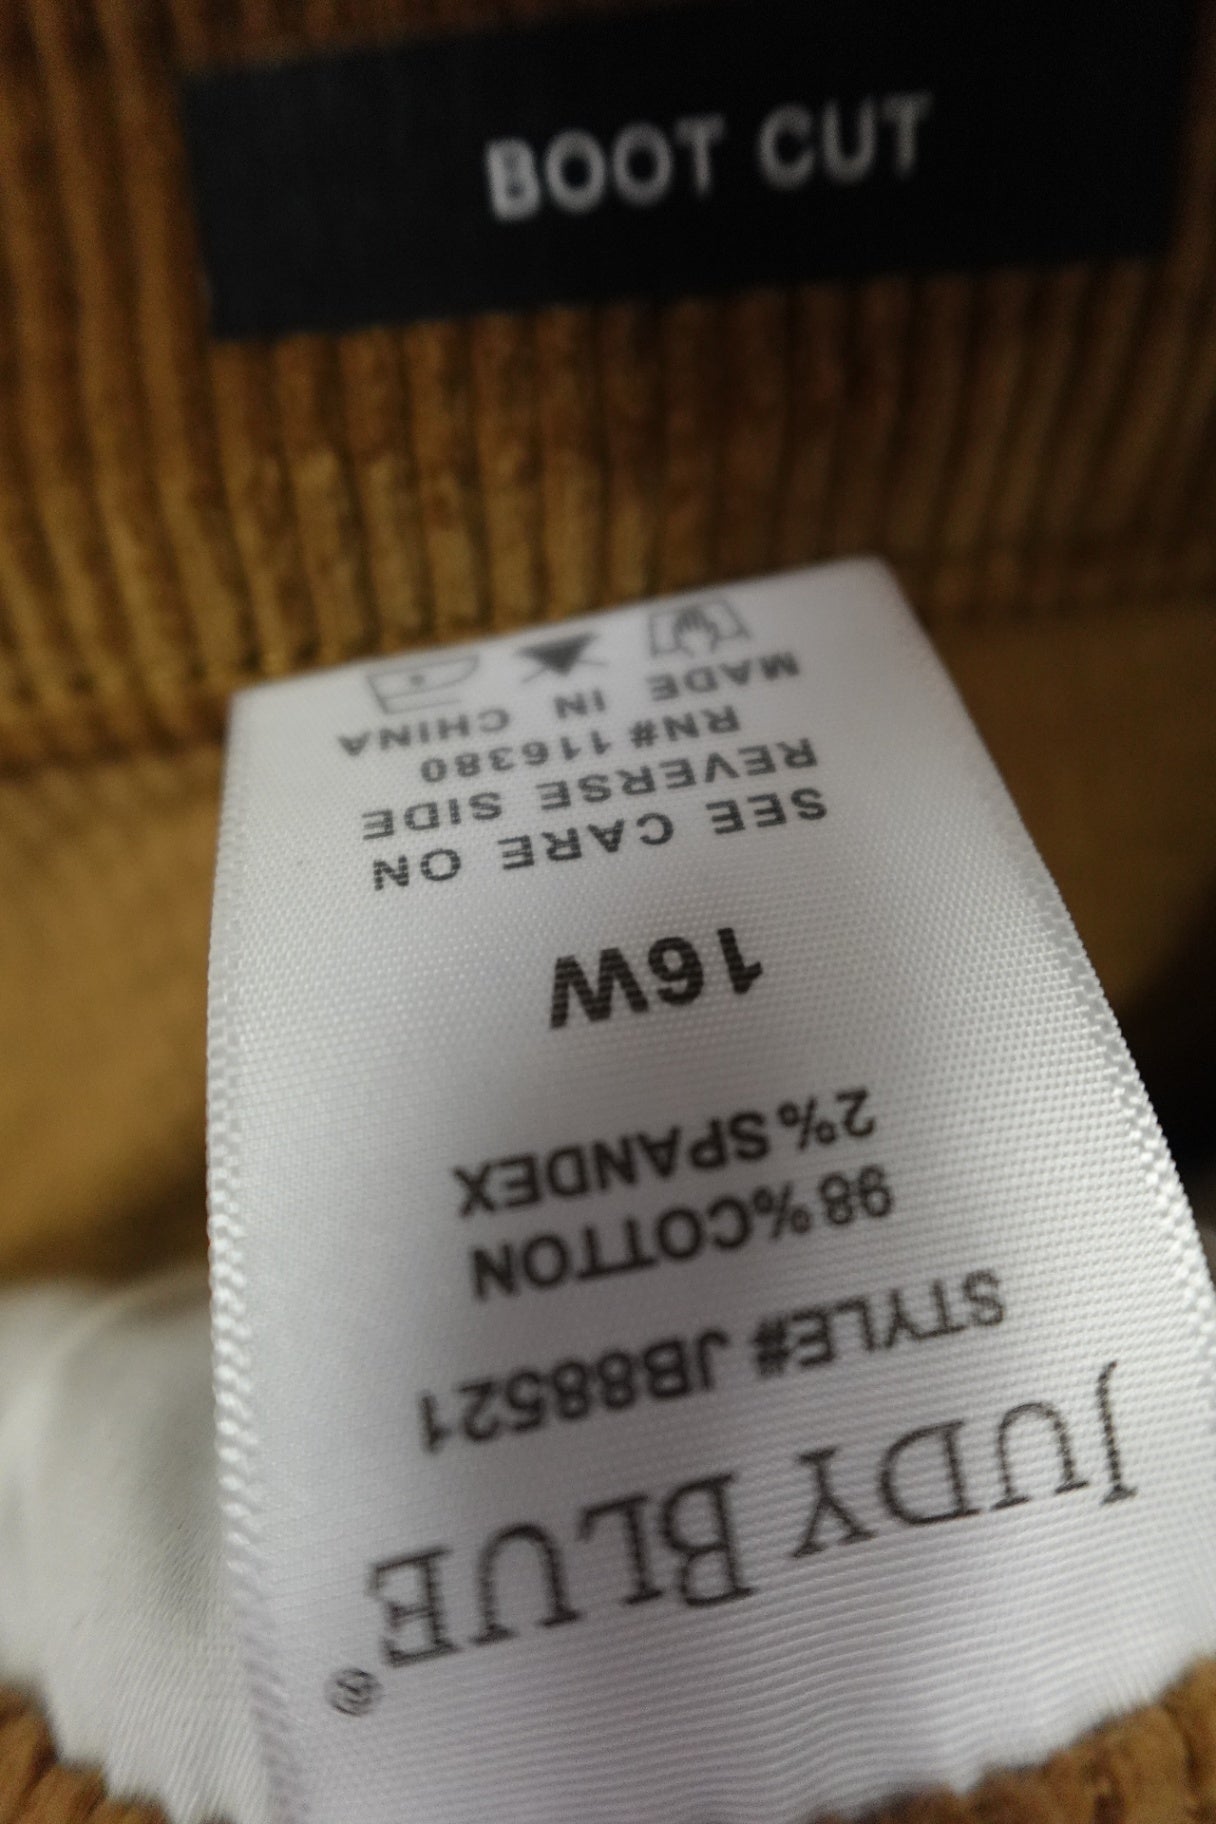 BOOT CUT
JUDY BLUE®
STYLE# JB88521
98%COTTON
2%SPANDEX
16W
SEE CARE ON
REVERSE SIDE
RN#116380
MADE IN CHINA